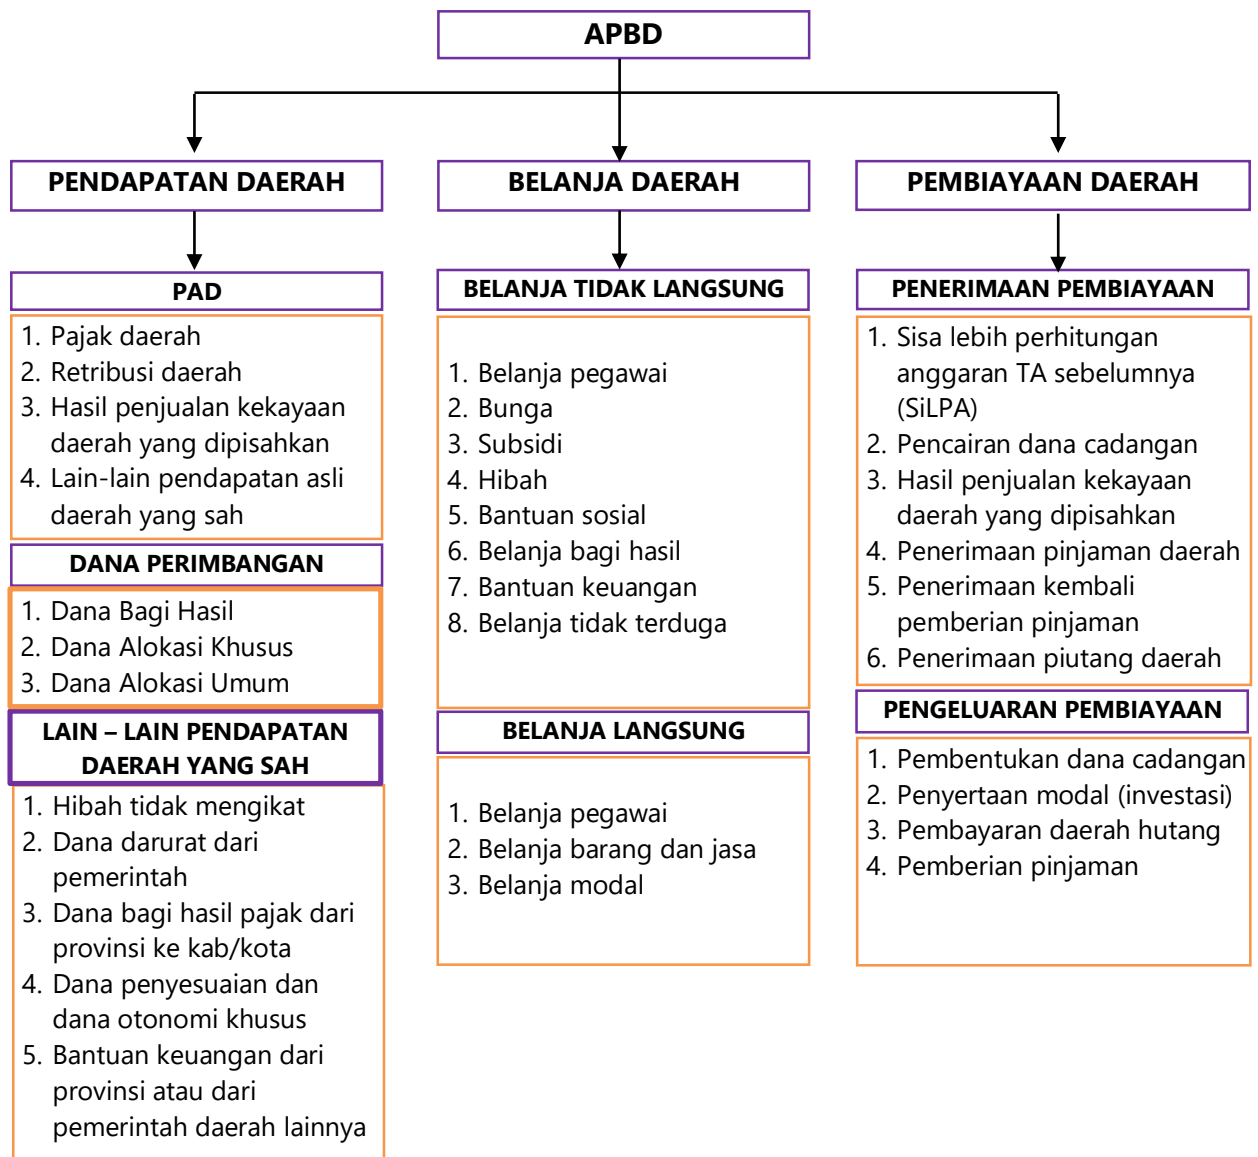 APBD
PENDAPATAN DAERAH
PAD
1. Pajak daerah
2. Retribusi daerah
3. Hasil penjualan kekayaan
daerah yang dipisahkan
4. Lain-lain pendapatan asli
daerah yang sah
DANA PERIMBANGAN
1. Dana Bagi Hasil
2. Dana Alokasi Khusus
3. Dana Alokasi Umum
LAIN – LAIN PENDAPATAN
DAERAH YANG SAH
1. Hibah tidak mengikat
2. Dana darurat dari
pemerintah
3. Dana bagi hasil pajak dari
provinsi ke kab/kota
4. Dana penyesuaian dan
dana otonomi khusus
5. Bantuan keuangan dari
provinsi atau dari
pemerintah daerah lainnya
BELANJA DAERAH
BELANJA TIDAK LANGSUNG
1. Belanja pegawai
2. Bunga
3. Subsidi
4. Hibah
5. Bantuan sosial
6. Belanja bagi hasil
7. Bantuan keuangan
8. Belanja tidak terduga
BELANJA LANGSUNG
1. Belanja pegawai
2. Belanja barang dan jasa
3. Belanja modal
PEMBIAYAAN DAERAH
PENERIMAAN PEMBIAYAAN
1. Sisa lebih perhitungan
anggaran TA sebelumnya
(SiLPA)
2. Pencairan dana cadangan
3. Hasil penjualan kekayaan
daerah yang dipisahkan
4. Penerimaan pinjaman daerah
5. Penerimaan kembali
pemberian pinjaman
6. Penerimaan piutang daerah
PENGELUARAN PEMBIAYAAN
1. Pembentukan dana cadangan
2. Penyertaan modal (investasi)
3. Pembayaran daerah hutang
4. Pemberian pinjaman